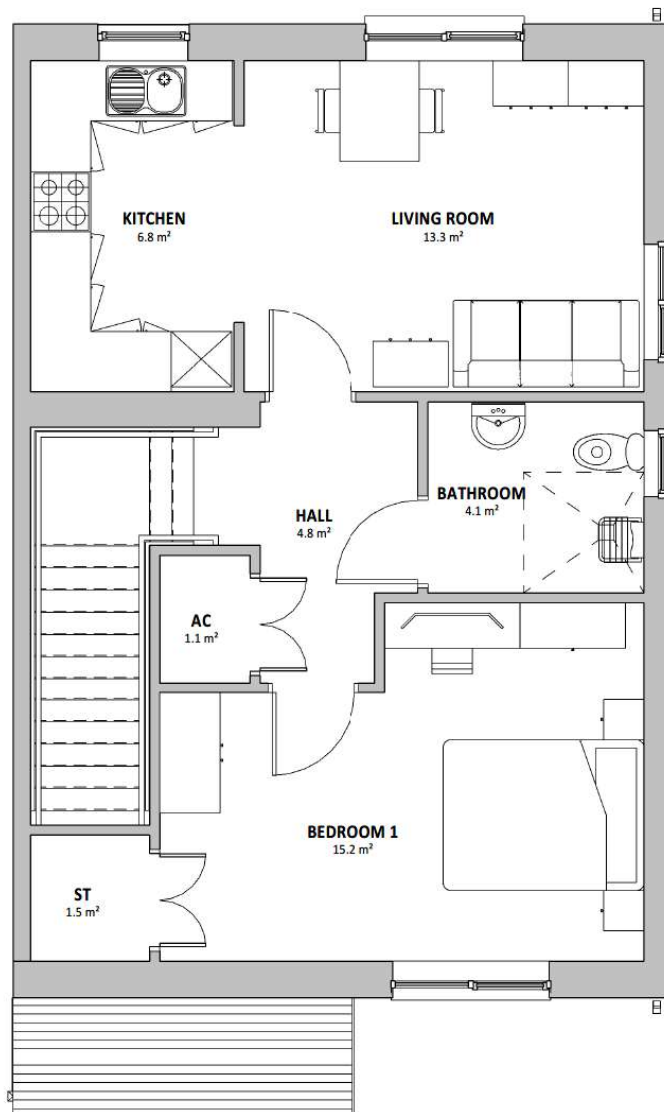 KITCHEN
6.8 m²
LIVING ROOM
13.3 m²
HALL
4.8 m²
BATHROOM
4.1 m²
AC
1.1 m²
BEDROOM 1
15.2 m²
ST
1.5 m²